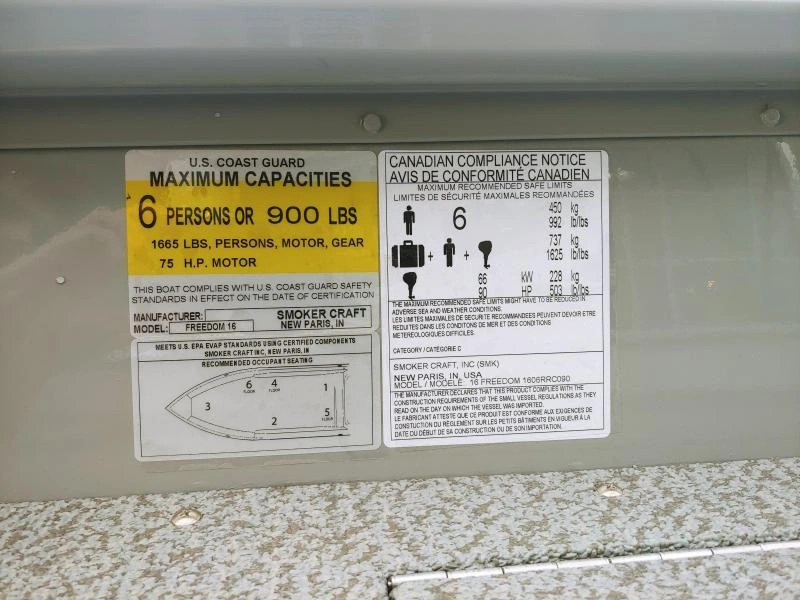 U.S. COAST GUARD
MAXIMUM CAPACITIES
6 PERSONS OR 900 LBS
1665 LBS, PERSONS, MOTOR, GEAR
75 H.P. MOTOR
THIS BOAT COMPLIES WITH U.S. COAST GUARD SAFETY
STANDARDS IN EFFECT ON THE DATE OF CERTIFICATION
MANUFACTURER: SMOKER CRAFT
MODEL: FREEDOM 16 NEW PARIS, IN
MEETS U.S. EPA EVAP STANDARDS USING CERTIFIED COMPONENTS
SMOKER CRAFT INC, NEW PARIS, IN
RECOMMENDED OCCUPANT SEATING
6 4 1
FLOOR FLOOR
3
5
FLOOR
2
CANADIAN COMPLIANCE NOTICE
AVIS DE CONFORMITÉ CANADIEN
MAXIMUM RECOMMENDED SAFE LIMITS
LIMITES DE SÉCURITÉ MAXIMALES RECOMMANDÉES
6 450 kg
992 lb/lbs
+ + 737 kg
1625 lb/lbs
66 kW 228 kg
90 HP 503 lb/lbs
THE MAXIMUM RECOMMENDED SAFE LIMITS MIGHT HAVE TO BE REDUCED IN
ADVERSE SEA AND WEATHER CONDITIONS.
LES LIMITES MAXIMALES DE SECURITE RECOMMANDEES PEUVENT DEVOIR ETRE
REDUITES DANS LES CONDITONS DE MER ET DES CONDITIONS
METEREOLOGIQUES DIFFICILES.
CATEGORY / CATÉGORIE C
SMOKER CRAFT, INC (SMK)
NEW PARIS, IN. USA
MODEL / MODÈLE: 16 FREEDOM 1606RRC090
THE MANUFACTURER DECLARES THAT THIS PRODUCT COMPLIES WITH THE
CONSTRUCTION REQUIREMENTS OF THE SMALL VESSEL REGULATIONS AS THEY
READ ON THE DAY ON WHICH THE VESSEL WAS IMPORTED.
LE FABRICANT ATTESTE QUE CE PRODUIT EST CONFORME AUX EXIGENCES DE
CONSTRUCTION DU RÈGLEMENT SUR LES PETITS BÂTIMENTS EN VIGUEUR À LA
DATE DU DÉBUT DE SA CONSTRUCTION OU DE SON IMPORTATION.